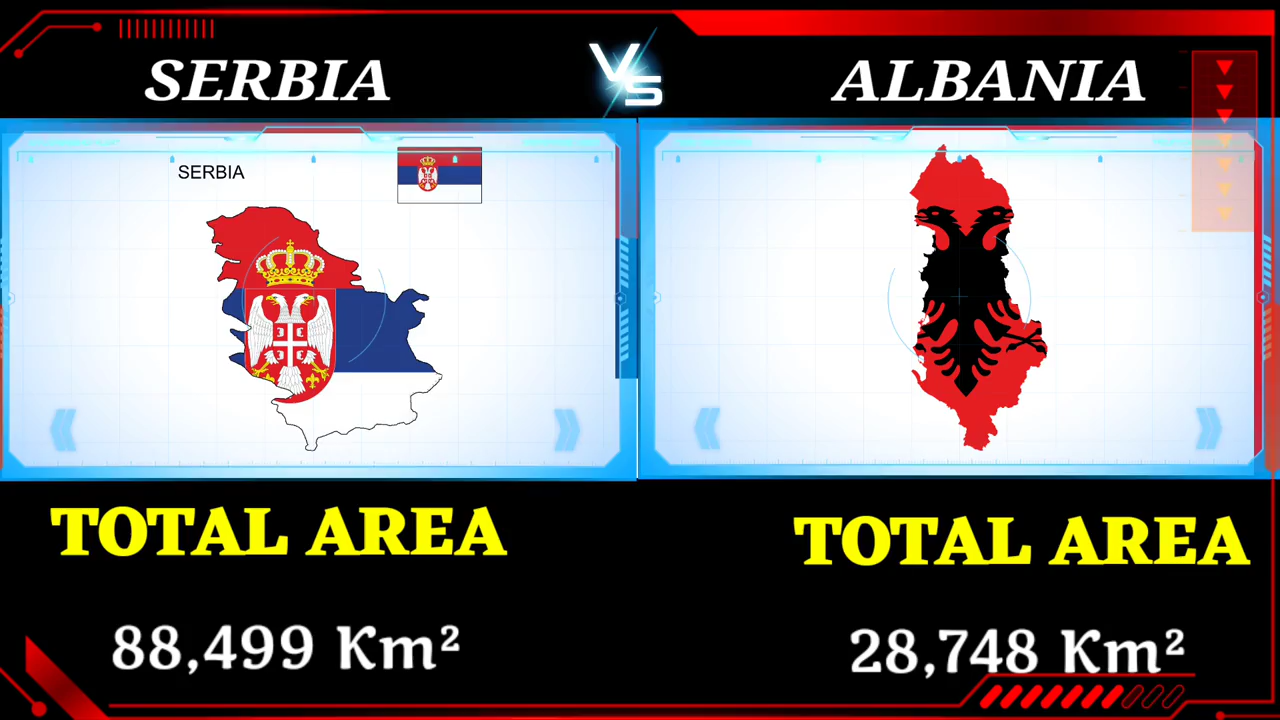 SERBIA
VS
ALBANIA
SERBIA
TOTAL AREA
TOTAL AREA
88,499 Km²
28,748 Km²